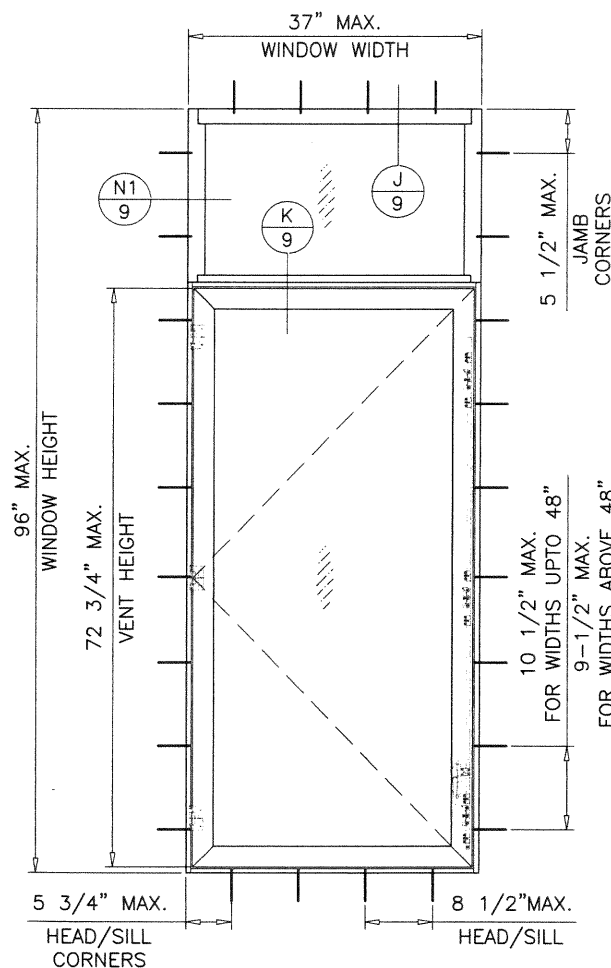 37" MAX.
WINDOW WIDTH
N1
9
J
9
K
9
5 1/2" MAX.
JAMB
CORNERS
96" MAX.
WINDOW HEIGHT
72 3/4" MAX.
VENT HEIGHT
10 1/2" MAX.
FOR WIDTHS UPTO 48"
9-1/2" MAX.
FOR WIDTHS ABOVE 48"
5 3/4" MAX.
HEAD/SILL
CORNERS
8 1/2"MAX.
HEAD/SILL